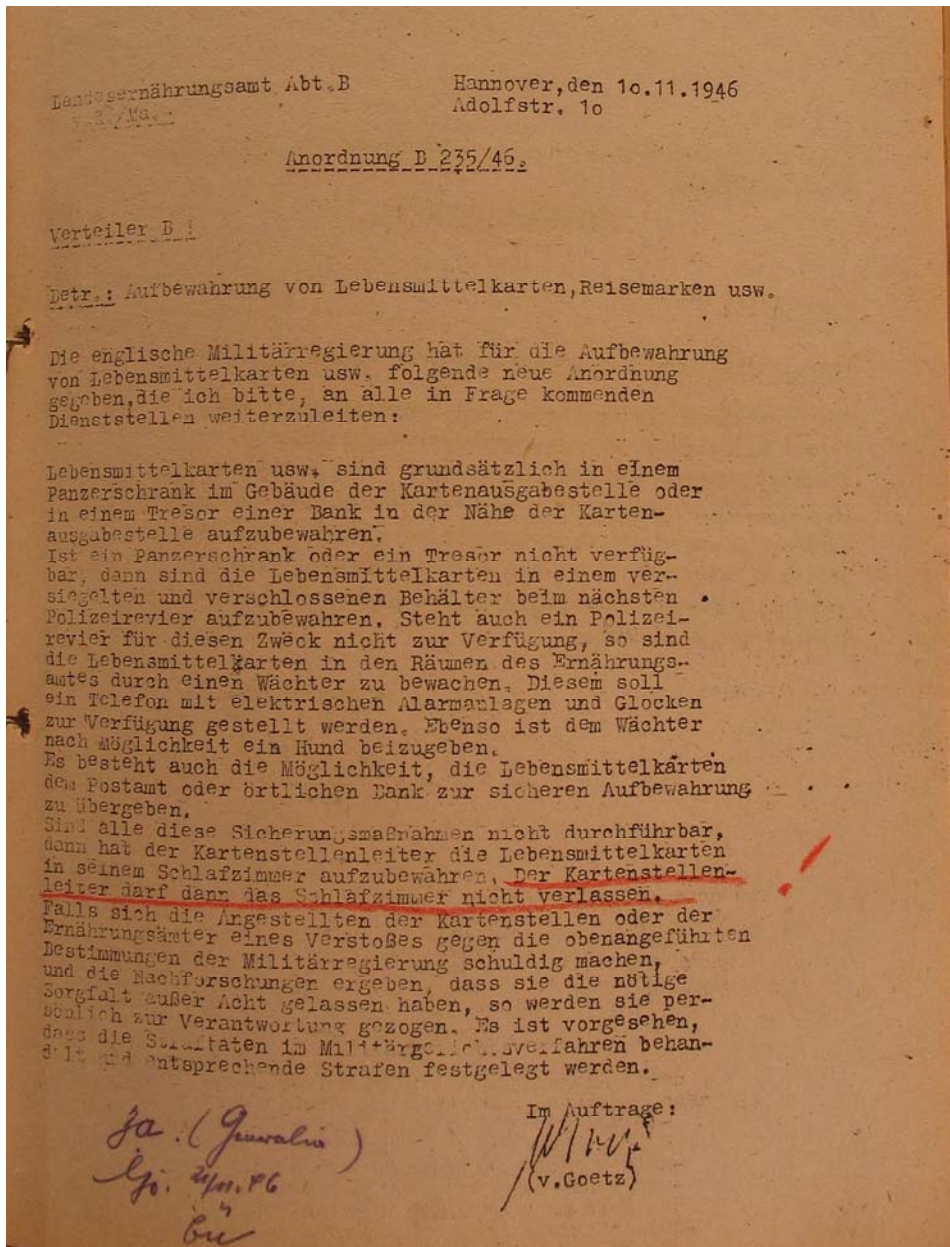 Landesernährungsamt Abt.B Hannover,den 1o.11.1946
Adolfstr. 1o
Anordnung B 235/46.
Verteiler B :
Betr.: Aufbewahrung von Lebensmittelkarten,Reisemarken usw.
Die englische Militärregierung hat für die Aufbewahrung
von Lebensmittelkarten usw. folgende neue Anordnung
gegeben,die ich bitte, an alle in Frage kommenden
Dienststellen weiterzuleiten:
Lebensmittelkarten usw. sind grundsätzlich in einem
Panzerschrank im Gebäude der Kartenausgabestelle oder
in einem Tresor einer Bank in der Nähe der Karten-
ausgabestelle aufzubewahren.
Ist ein Panzerschrank oder ein Tresor nicht verfüg-
bar, dann sind die Lebensmittelkarten in einem ver-
siegelten und verschlossenen Behälter beim nächsten
Polizeirevier aufzubewahren. Steht auch ein Polizei-
revier für diesen Zweck nicht zur Verfügung, so sind
die Lebensmittelkarten in den Räumen des Ernährungs-
amtes durch einen Wächter zu bewachen. Diesem soll
ein Telefon mit elektrischen Alarmanlagen und Glocken
zur Verfügung gestellt werden. Ebenso ist dem Wächter
nach Möglichkeit ein Hund beizugeben.
Es besteht auch die Möglichkeit, die Lebensmittelkarten
dem Postamt oder örtlichen Bank zur sicheren Aufbewahrung
zu übergeben.
Sind alle diese Sicherungsmaßnahmen nicht durchführbar,
dann hat der Kartenstellenleiter die Lebensmittelkarten
in seinem Schlafzimmer aufzubewahren. Der Kartenstellen-
leiter darf dann das Schlafzimmer nicht verlassen. !
Falls sich die Angestellten der Kartenstellen oder der
Ernährungsämter eines Verstoßes gegen die obenangeführten
Bestimmungen der Militärregierung schuldig machen,
und die Nachforschungen ergeben, dass sie die nötige
Sorgfalt außer Acht gelassen haben, so werden sie per-
sönlich zur Verantwortung gezogen. Es ist vorgesehen,
dass die Straftaten im Militärgerichtsverfahren behan-
delt und entsprechende Strafen festgelegt werden.
Im Auftrage:
(v.Goetz)